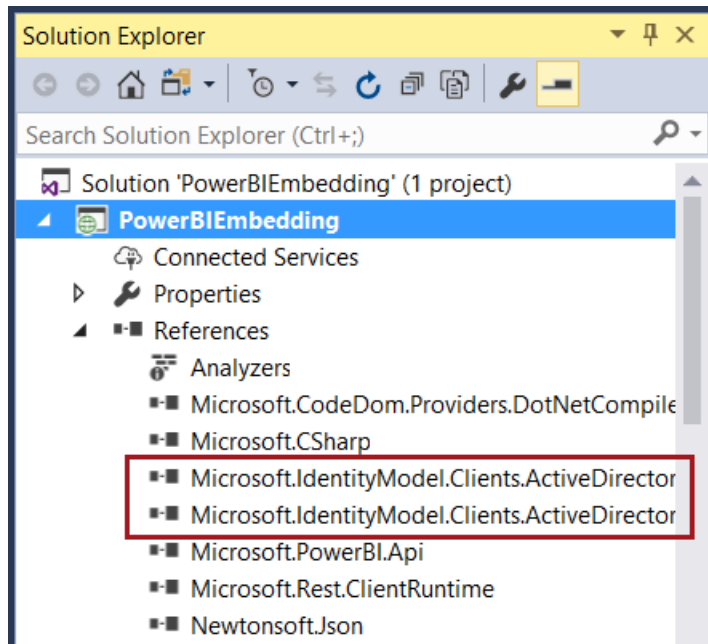 Solution Explorer
Search Solution Explorer (Ctrl+;)
Solution 'PowerBIEmbedding' (1 project)
PowerBIEmbedding
Connected Services
Properties
References
Analyzers
Microsoft.CodeDom.Providers.DotNetCompile
Microsoft.CSharp
Microsoft.IdentityModel.Clients.ActiveDirector
Microsoft.IdentityModel.Clients.ActiveDirector
Microsoft.PowerBI.Api
Microsoft.Rest.ClientRuntime
Newtonsoft.Json